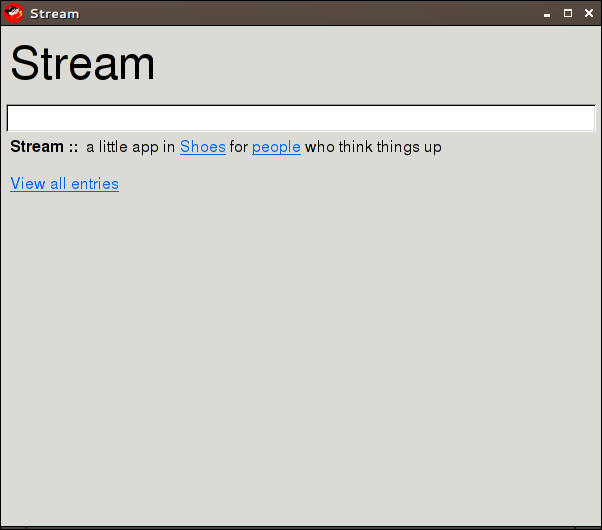 Stream
Stream
Stream :: a little app in Shoes for people who think things up
View all entries